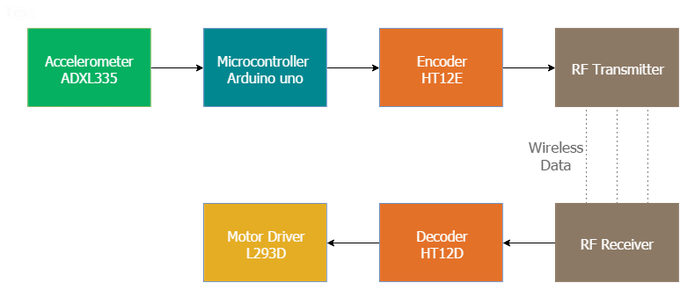 Accelerometer
ADXL335
Microcontroller
Arduino uno
Encoder
HT12E
RF Transmitter
Wireless
Data
Motor Driver
L293D
Decoder
HT12D
RF Receiver